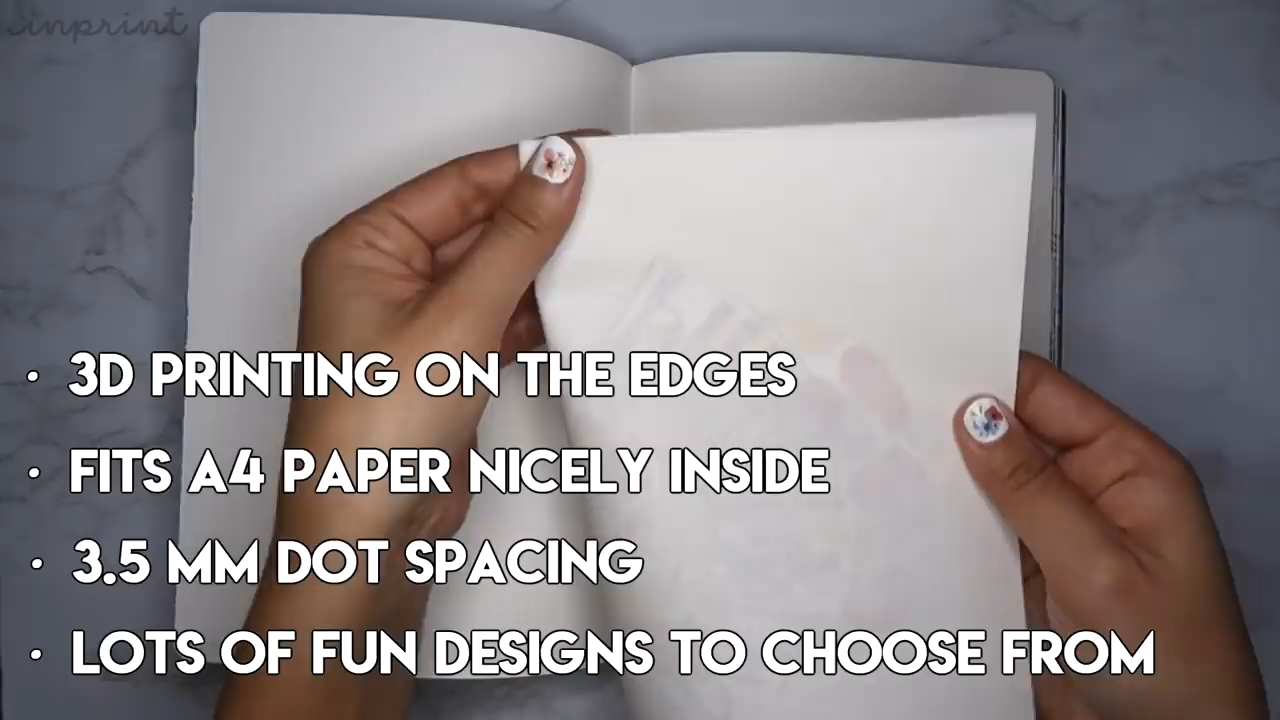 inprint
· 3D PRINTING ON THE EDGES
· FITS A4 PAPER NICELY INSIDE
· 3.5 MM DOT SPACING
· LOTS OF FUN DESIGNS TO CHOOSE FROM